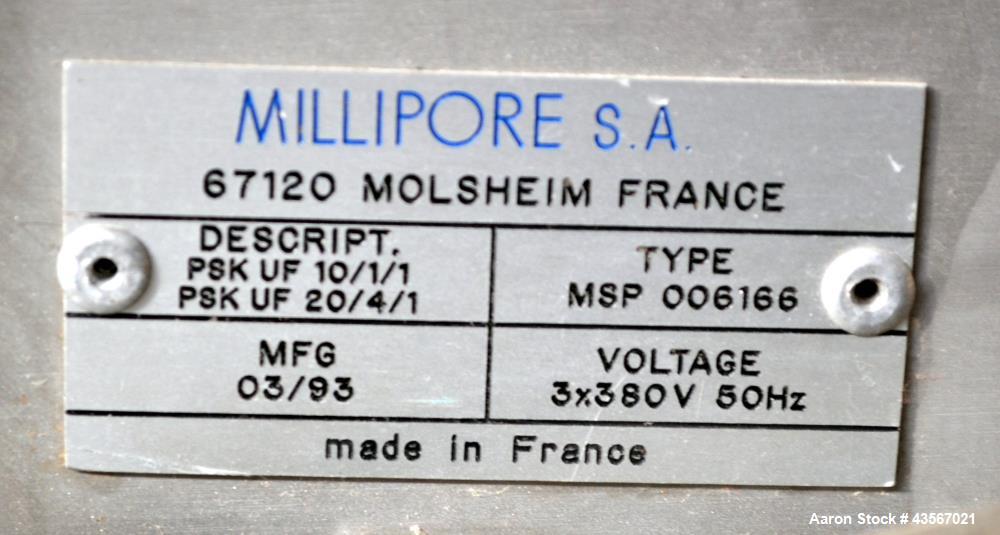 MILLIPORE S.A.
67120 MOLSHEIM FRANCE
DESCRIPT.
PSK UF 10/1/1
PSK UF 20/4/1
TYPE
MSP 006166
MFG
03/93
VOLTAGE
3x380V 50Hz
made in France
Aaron Stock # 43567021